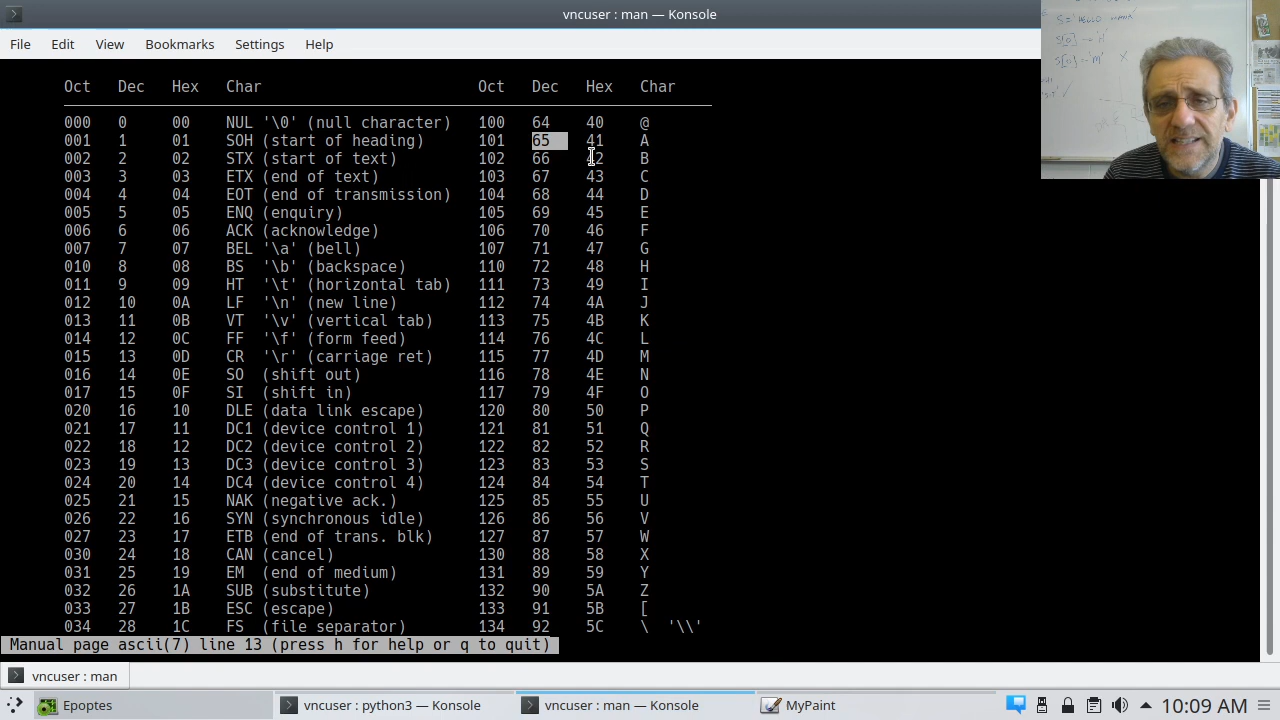 vncuser : man — Konsole
File Edit View Bookmarks Settings Help
Oct Dec Hex Char Oct Dec Hex Char
000 0 00 NUL '\0' (null character) 100 64 40 @
001 1 01 SOH (start of heading) 101 65 41 A
002 2 02 STX (start of text) 102 66 42 B
003 3 03 ETX (end of text) 103 67 43 C
004 4 04 EOT (end of transmission) 104 68 44 D
005 5 05 ENQ (enquiry) 105 69 45 E
006 6 06 ACK (acknowledge) 106 70 46 F
007 7 07 BEL '\a' (bell) 107 71 47 G
010 8 08 BS '\b' (backspace) 110 72 48 H
011 9 09 HT '\t' (horizontal tab) 111 73 49 I
012 10 0A LF '\n' (new line) 112 74 4A J
013 11 0B VT '\v' (vertical tab) 113 75 4B K
014 12 0C FF '\f' (form feed) 114 76 4C L
015 13 0D CR '\r' (carriage ret) 115 77 4D M
016 14 0E SO (shift out) 116 78 4E N
017 15 0F SI (shift in) 117 79 4F O
020 16 10 DLE (data link escape) 120 80 50 P
021 17 11 DC1 (device control 1) 121 81 51 Q
022 18 12 DC2 (device control 2) 122 82 52 R
023 19 13 DC3 (device control 3) 123 83 53 S
024 20 14 DC4 (device control 4) 124 84 54 T
025 21 15 NAK (negative ack.) 125 85 55 U
026 22 16 SYN (synchronous idle) 126 86 56 V
027 23 17 ETB (end of trans. blk) 127 87 57 W
030 24 18 CAN (cancel) 130 88 58 X
031 25 19 EM (end of medium) 131 89 59 Y
032 26 1A SUB (substitute) 132 90 5A Z
033 27 1B ESC (escape) 133 91 5B [
034 28 1C FS (file separator) 134 92 5C \ '\\'
Manual page ascii(7) line 13 (press h for help or q to quit)
vncuser : man
Epoptes vncuser : python3 — Konsole vncuser : man — Konsole MyPaint 10:09 AM